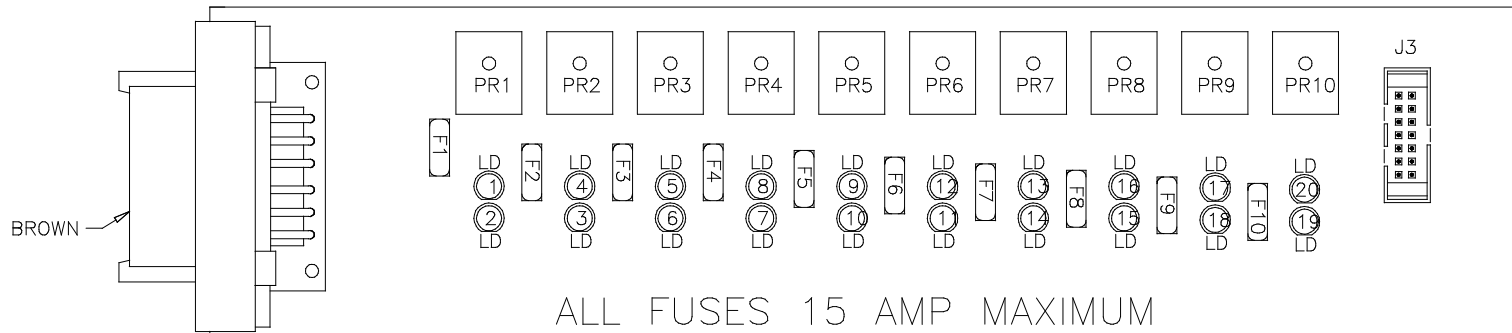 J3
PR1 PR2 PR3 PR4 PR5 PR6 PR7 PR8 PR9 PR10
F1 F2 F3 F4 F5 F6 F7 F8 F9 F10
LD LD LD LD LD LD LD LD LD LD
1 4 5 8 9 12 13 16 17 20
2 3 6 7 10 11 14 15 18 19
LD LD LD LD LD LD LD LD LD LD
BROWN
ALL FUSES 15 AMP MAXIMUM